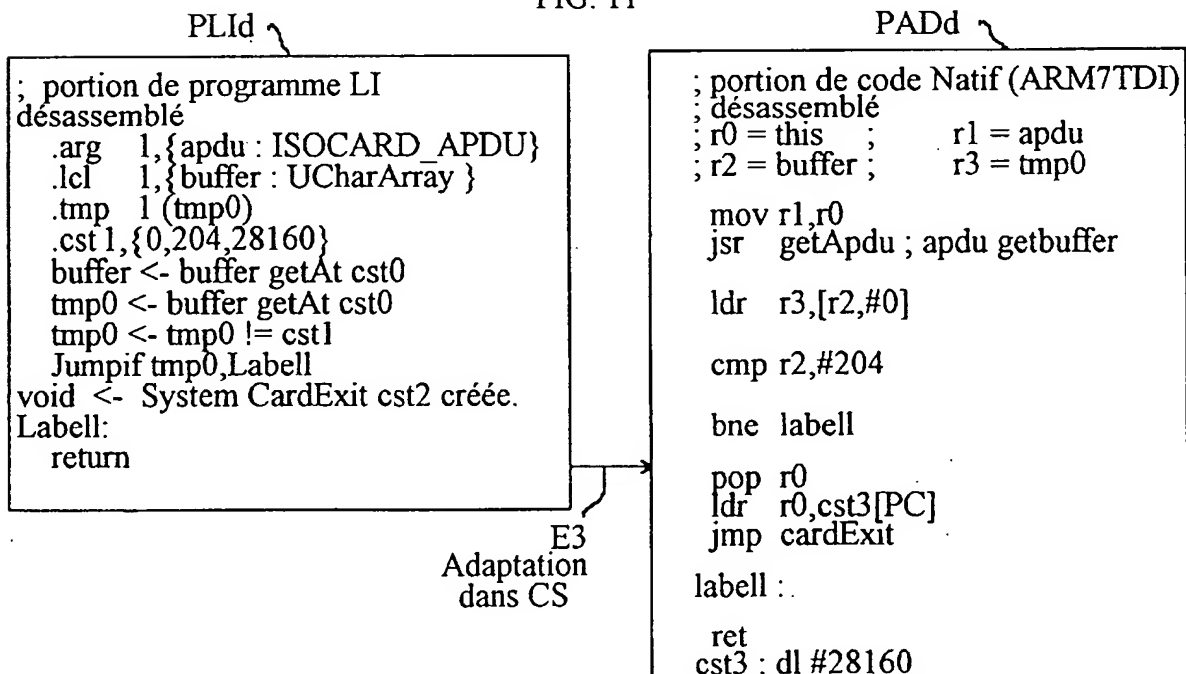 FIG. 11
PLId
; portion de programme LI
désassemblé
.arg 1,{apdu : ISOCARD_APDU}
.lcl 1,{buffer : UCharArray }
.tmp 1 (tmp0)
.cst 1,{0,204,28160}
buffer <- buffer getAt cst0
tmp0 <- buffer getAt cst0
tmp0 <- tmp0 != cst1
Jumpif tmp0,Labell
void <- System CardExit cst2 créée.
Labell:
return
E3
Adaptation
dans CS
PADd
; portion de code Natif (ARM7TDI)
; désassemblé
; r0 = this ; r1 = apdu
; r2 = buffer ; r3 = tmp0
mov r1,r0
jsr getApdu ; apdu getbuffer
ldr r3,[r2,#0]
cmp r2,#204
bne labell
pop r0
ldr r0,cst3[PC]
jmp cardExit
labell :
ret
cst3 : dl #28160